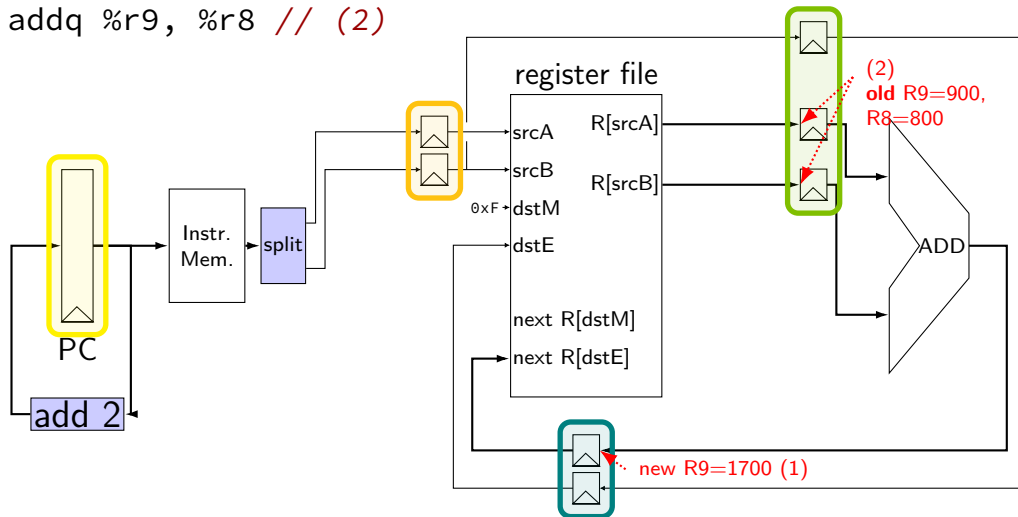 addq %r9, %r8 // (2)
register file
(2)
old R9=900,
R8=800
srcA
R[srcA]
srcB
R[srcB]
0xF
dstM
dstE
Instr.
Mem.
split
ADD
next R[dstM]
next R[dstE]
PC
add 2
new R9=1700 (1)